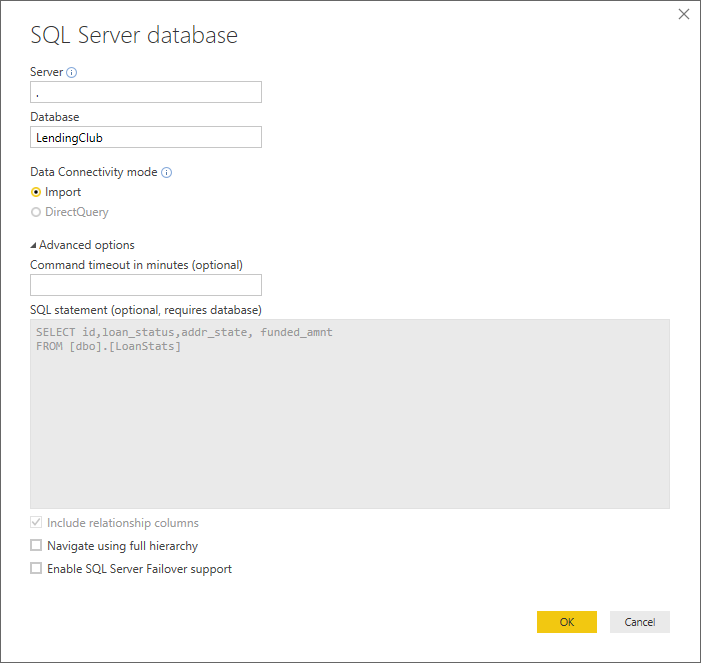 SQL Server database
Server
.
Database
LendingClub
Data Connectivity mode
Import
DirectQuery
Advanced options
Command timeout in minutes (optional)
SQL statement (optional, requires database)
SELECT id,loan_status,addr_state, funded_amnt
FROM [dbo].[LoanStats]
Include relationship columns
Navigate using full hierarchy
Enable SQL Server Failover support
OK Cancel